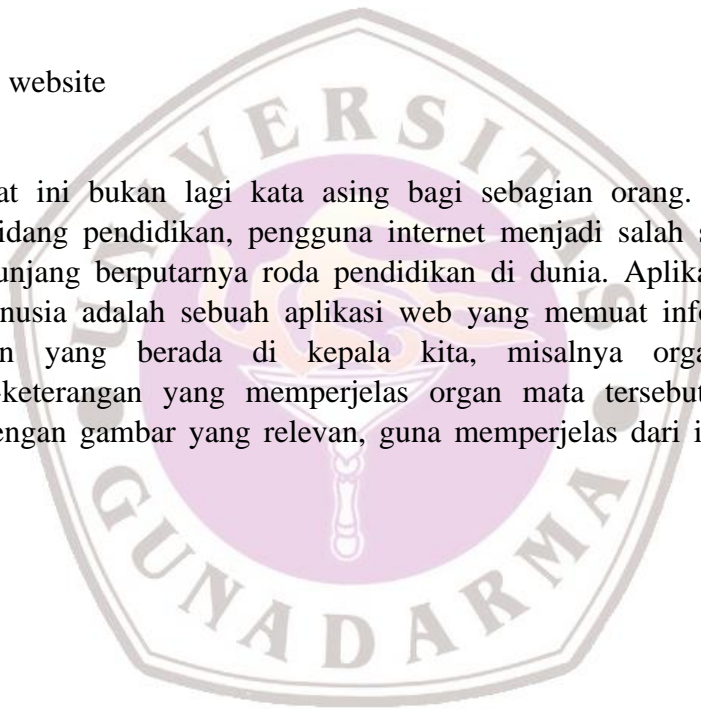 website
at ini bukan lagi kata asing bagi sebagian orang.
idang pendidikan, pengguna internet menjadi salah s
unjang berputarnya roda pendidikan di dunia. Aplika
nusia adalah sebuah aplikasi web yang memuat info
n yang berada di kepala kita, misalnya orga
-keterangan yang memperjelas organ mata tersebut
engan gambar yang relevan, guna memperjelas dari i
UNIVERSITAS
GUNADARMA